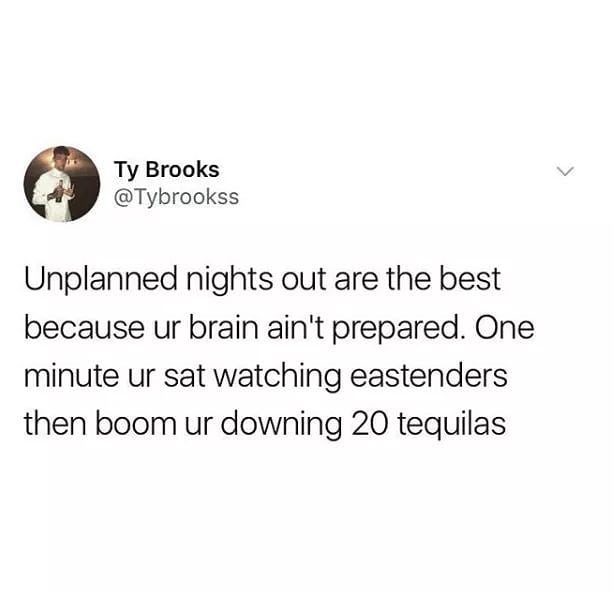 Ty Brooks
@Tybrookss
Unplanned nights out are the best
because ur brain ain't prepared. One
minute ur sat watching eastenders
then boom ur downing 20 tequilas